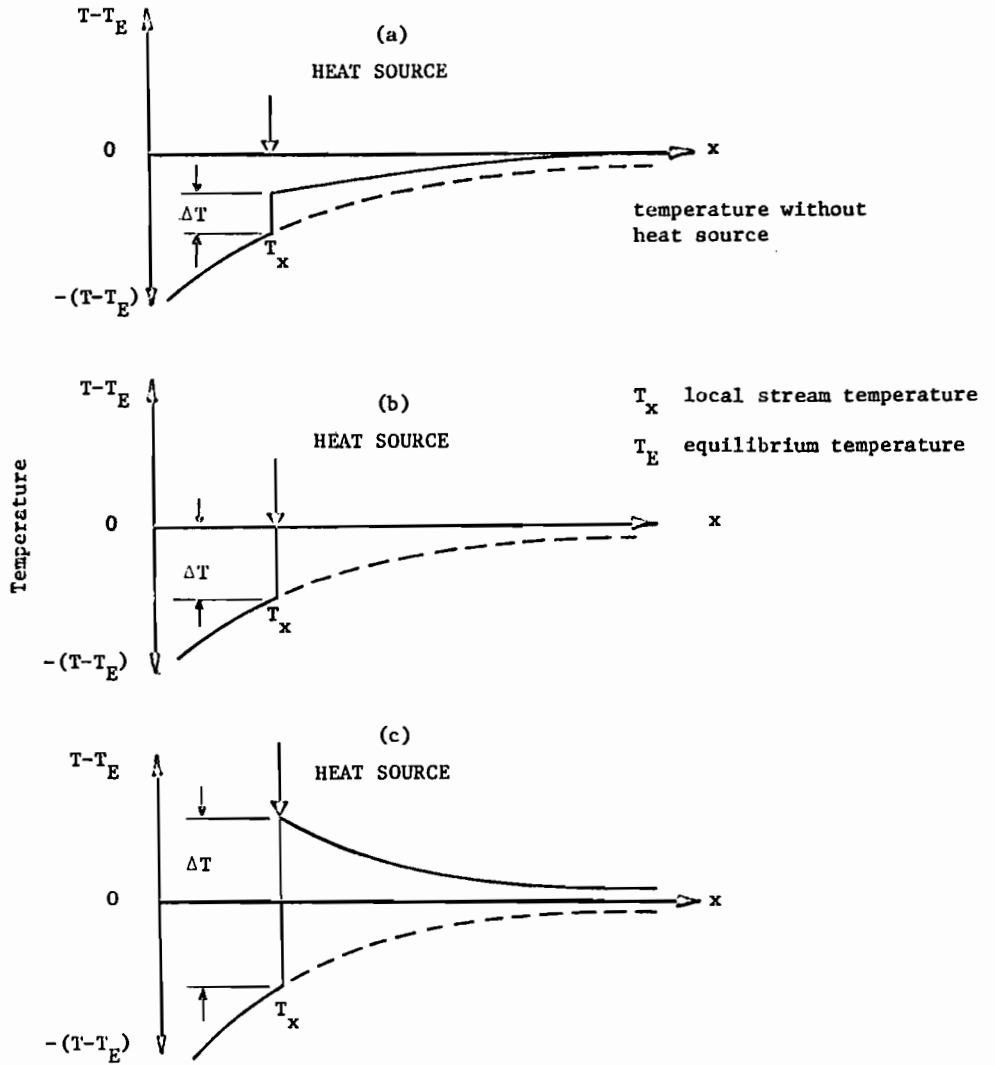 T-T_E
(a)
HEAT SOURCE
0
x
ΔT
T_x
temperature without
heat source
-(T-T_E)
T-T_E
(b)
HEAT SOURCE
T_x local stream temperature
T_E equilibrium temperature
Temperature
0
x
ΔT
T_x
-(T-T_E)
(c)
T-T_E
HEAT SOURCE
ΔT
0
x
T_x
-(T-T_E)